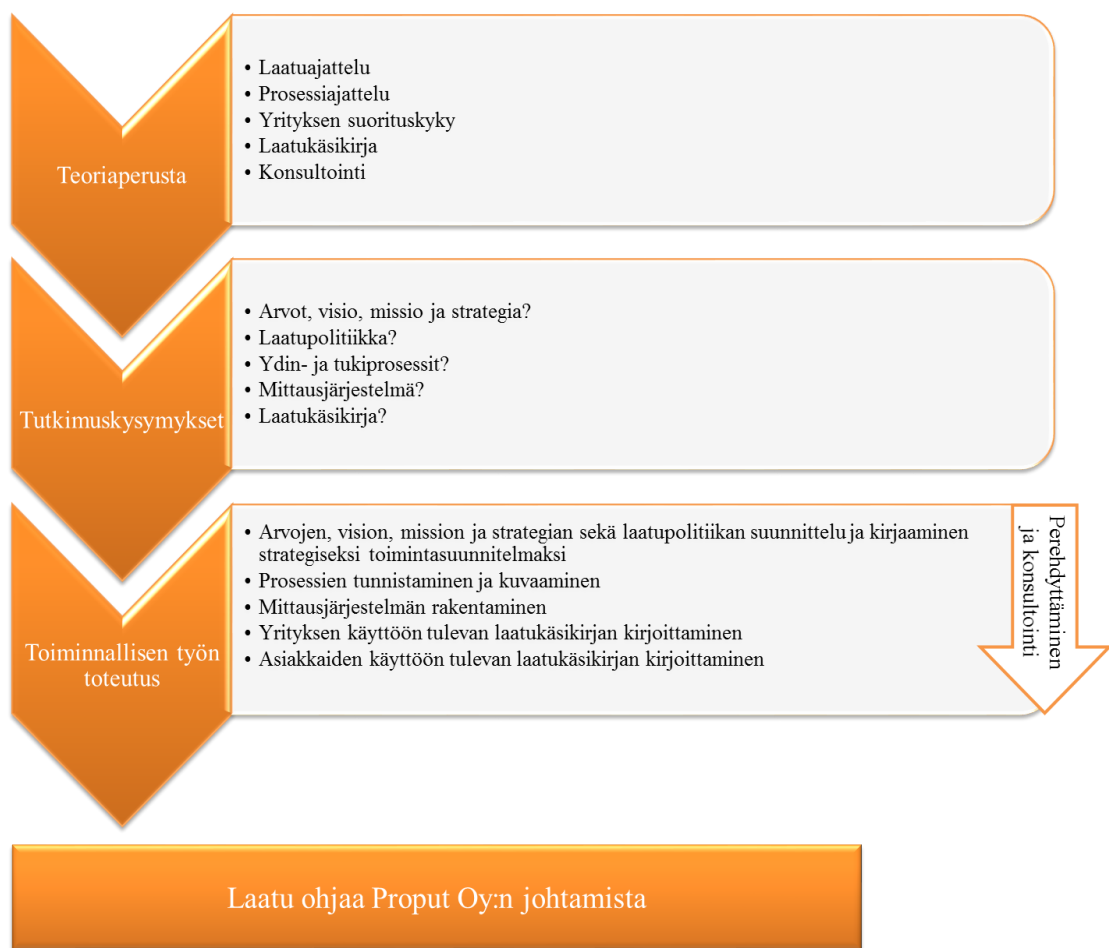 Teoriaperusta
• Laatuajattelu
• Prosessiajattelu
• Yrityksen suorituskyky
• Laatukäsikirja
• Konsultointi
Tutkimuskysymykset
• Arvot, visio, missio ja strategia?
• Laatupolitiikka?
• Ydin- ja tukiprosessit?
• Mittausjärjestelmä?
• Laatukäsikirja?
Toiminnallisen työn
toteutus
• Arvojen, vision, mission ja strategian sekä laatupolitiikan suunnittelu ja kirjaaminen
strategiseksi toimintasuunnitelmaksi
• Prosessien tunnistaminen ja kuvaaminen
• Mittausjärjestelmän rakentaminen
• Yrityksen käyttöön tulevan laatukäsikirjan kirjoittaminen
• Asiakkaiden käyttöön tulevan laatukäsikirjan kirjoittaminen
Perehdyttäminen
ja konsultointi
Laatu ohjaa Proput Oy:n johtamista